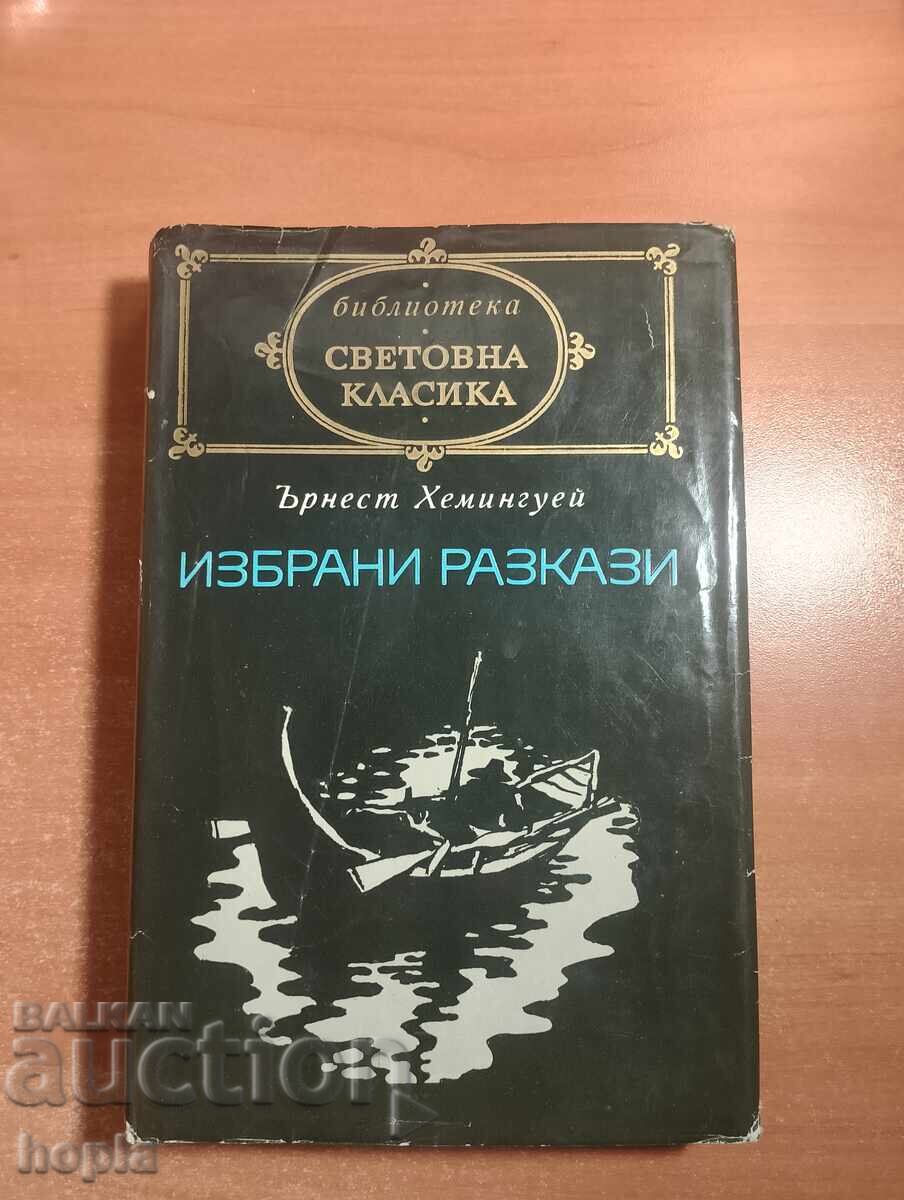 библиотека
СВЕТОВНА
КЛАСИКА
Ърнест Хемингуей
ИЗБРАНИ РАЗКАЗИ
BALKAN
auction
hopla